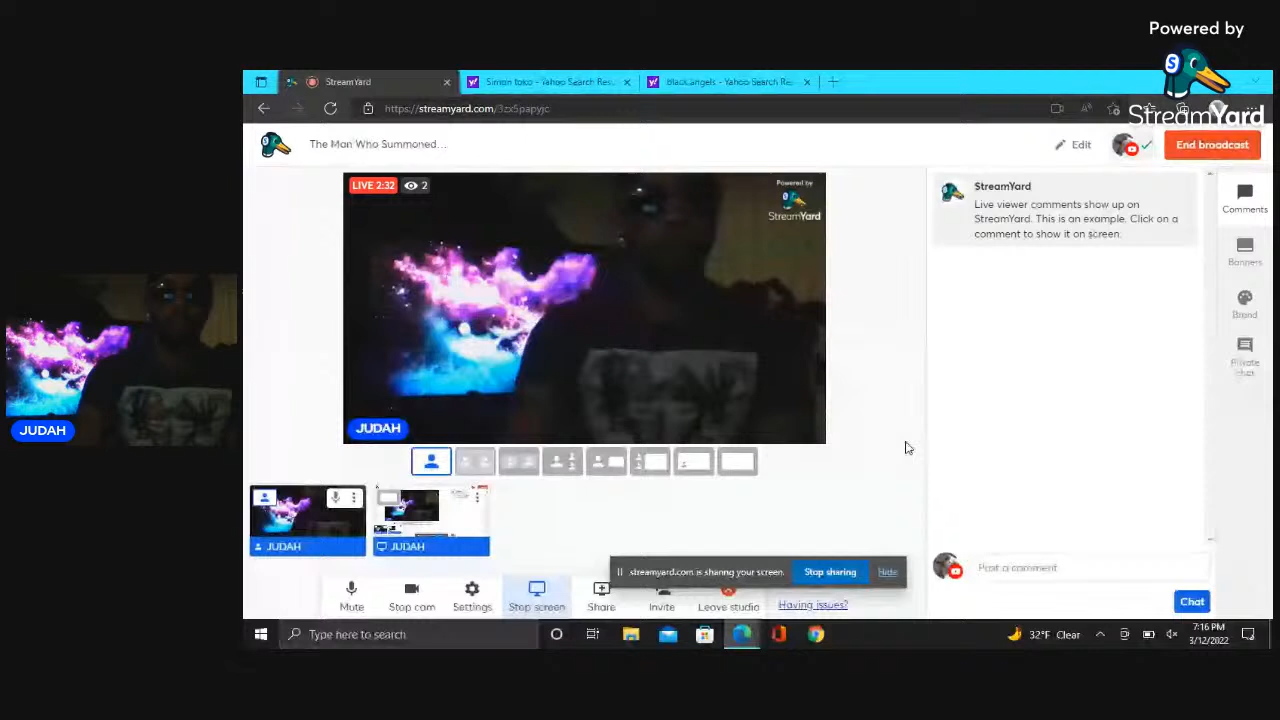 Powered by
StreamYard
StreamYard
Simon toko - Yahoo Search Res
black angels - Yahoo Search Re
https://streamyard.com/3zx5papyjc
The Man Who Summoned...
Edit
End broadcast
LIVE 2:32
2
Powered by
StreamYard
JUDAH
StreamYard
Live viewer comments show up on
StreamYard. This is an example. Click on a
comment to show it on screen.
Comments
Banners
Brand
Private
chat
JUDAH
JUDAH
JUDAH
streamyard.com is sharing your screen.
Stop sharing
Hide
Post a comment
Chat
Mute
Stop cam
Settings
Stop screen
Share
Invite
Leave studio
Having issues?
Type here to search
32°F Clear
7:16 PM
3/12/2022